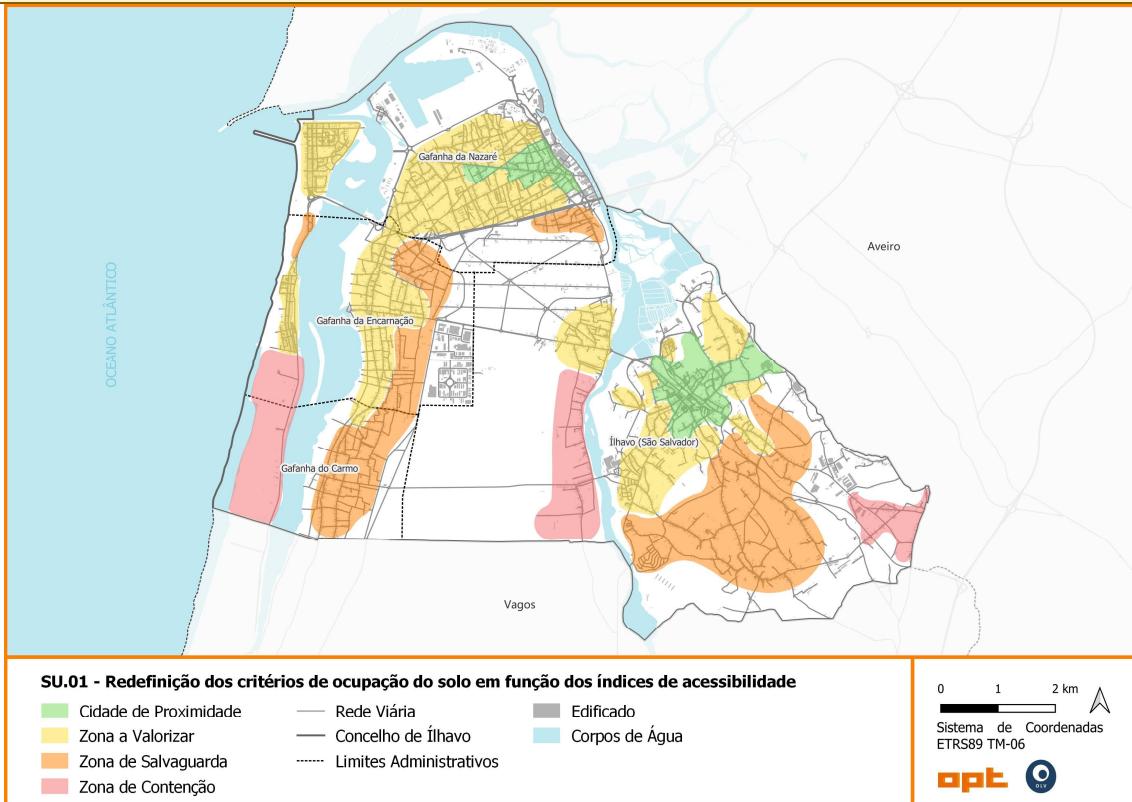 Gafanha da Nazaré
Aveiro
OCEANO ATLÂNTICO
Gafanha da Encarnação
Ílhavo (São Salvador)
Gafanha do Carmo
Vagos
SU.01 - Redefinição dos critérios de ocupação do solo em função dos índices de acessibilidade
Cidade de Proximidade
Zona a Valorizar
Zona de Salvaguarda
Zona de Contenção
Rede Viária
Concelho de Ílhavo
Limites Administrativos
Edificado
Corpos de Água
0 1 2 km
Sistema de Coordenadas
ETRS89 TM-06
opt
OLV